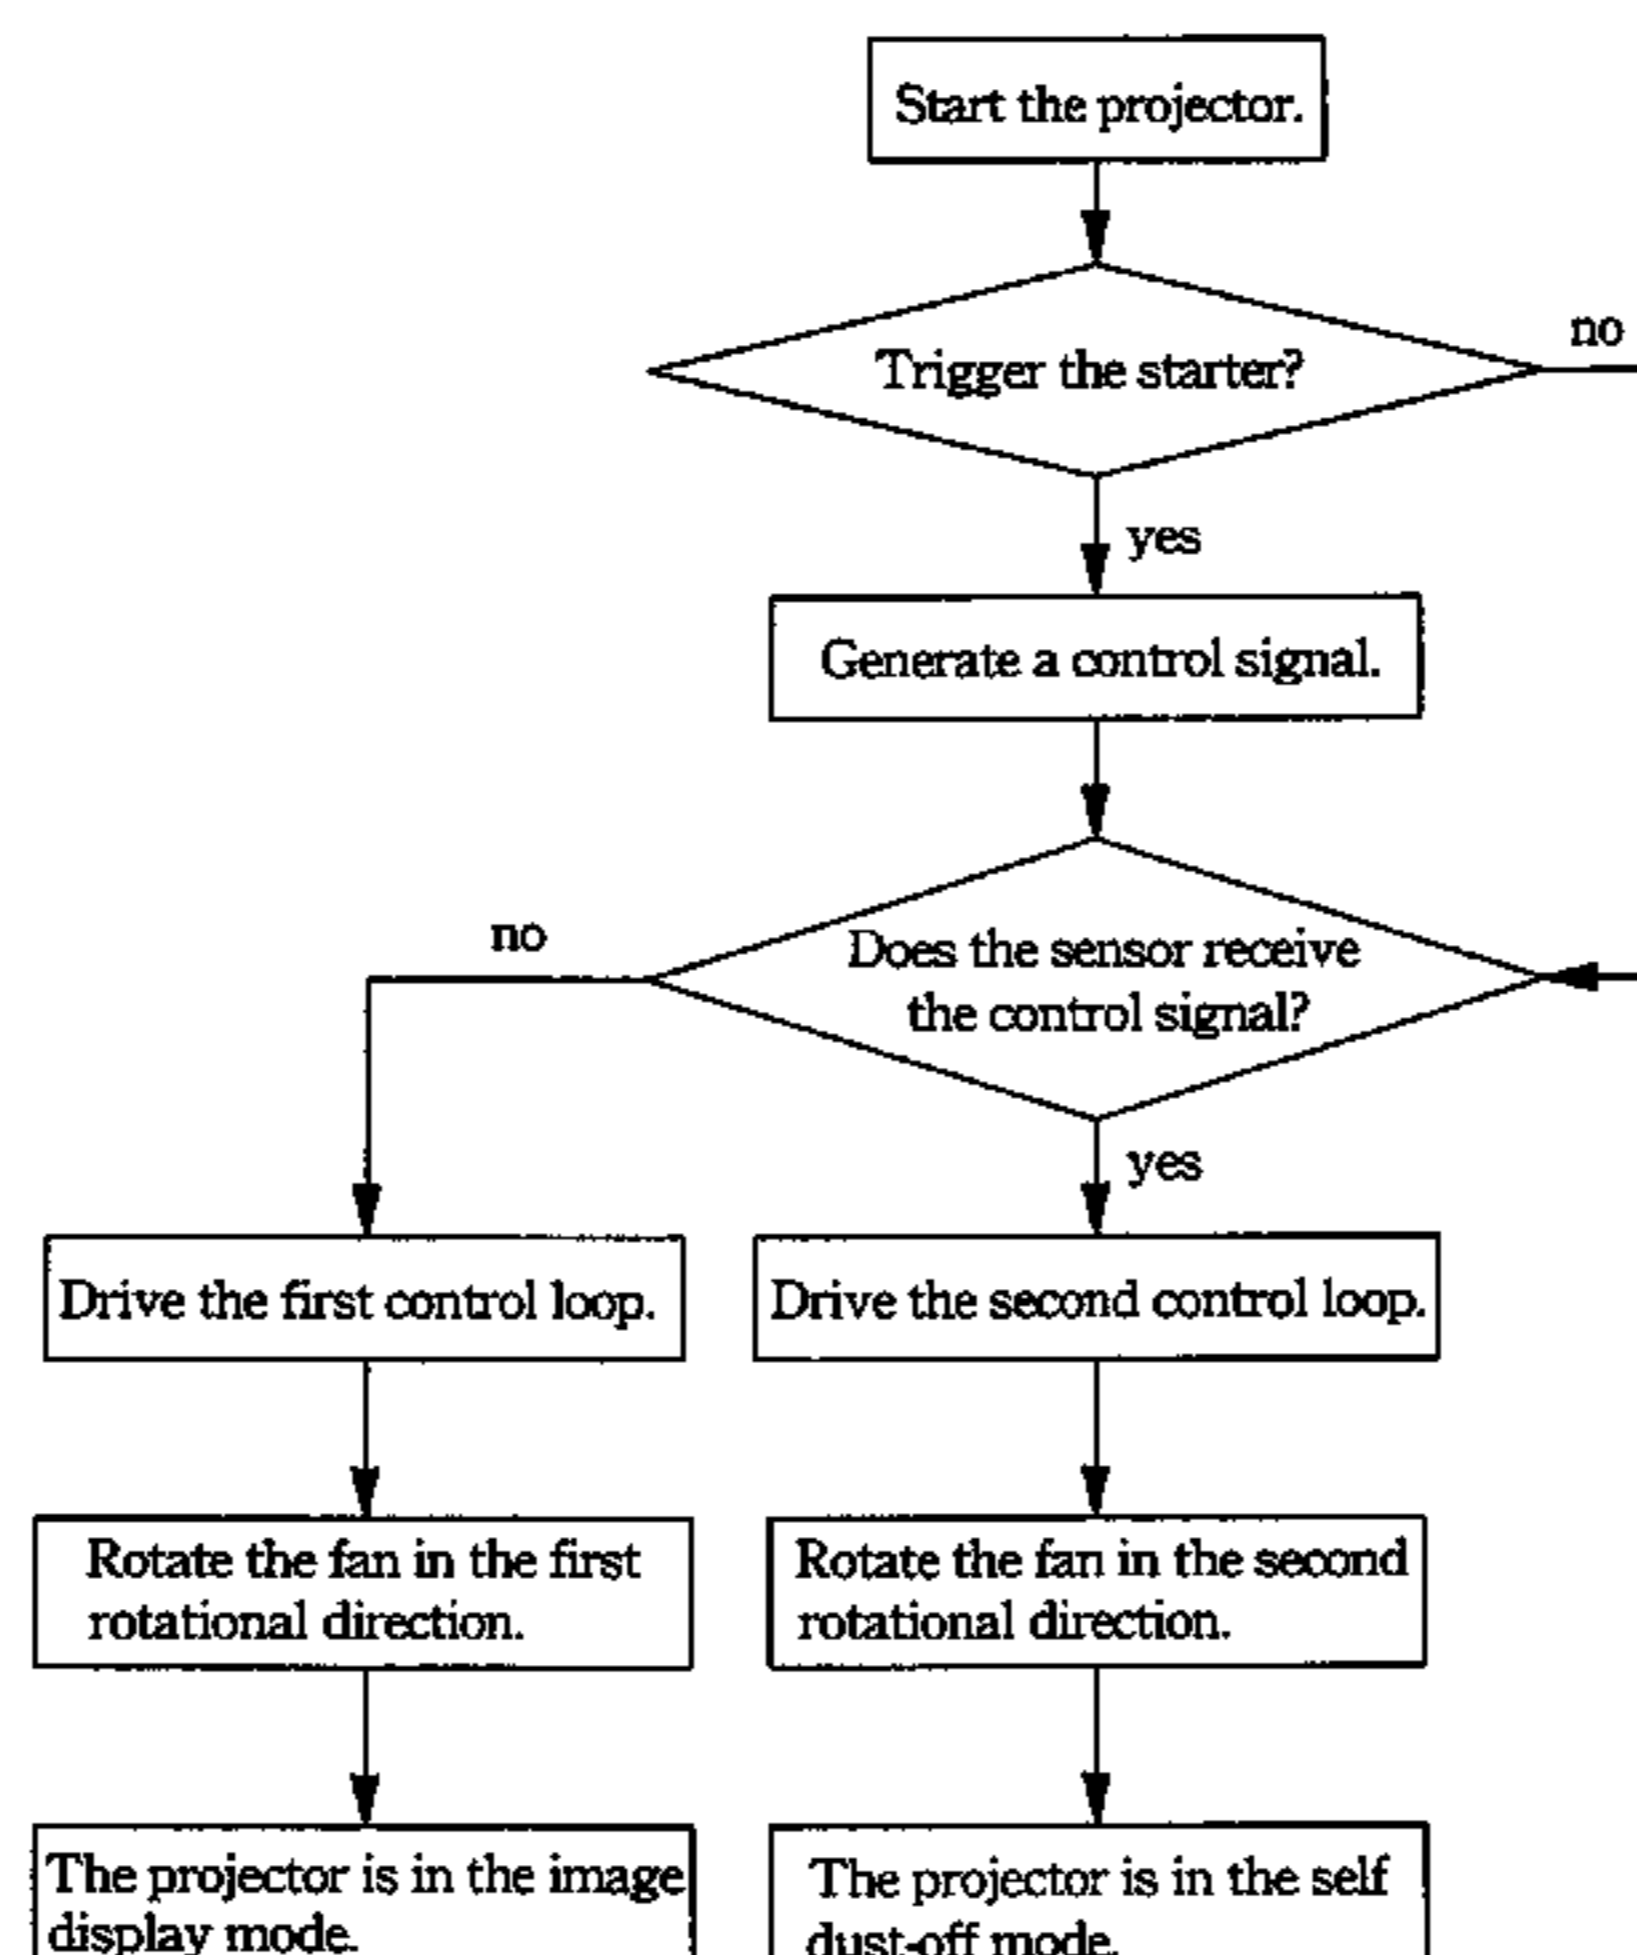 Start the projector.
Trigger the starter?
no
yes
Generate a control signal.
no
Does the sensor receive
the control signal?
yes
Drive the first control loop.
Drive the second control loop.
Rotate the fan in the first
rotational direction.
Rotate the fan in the second
rotational direction.
The projector is in the image
display mode.
The projector is in the self
dust-off mode.